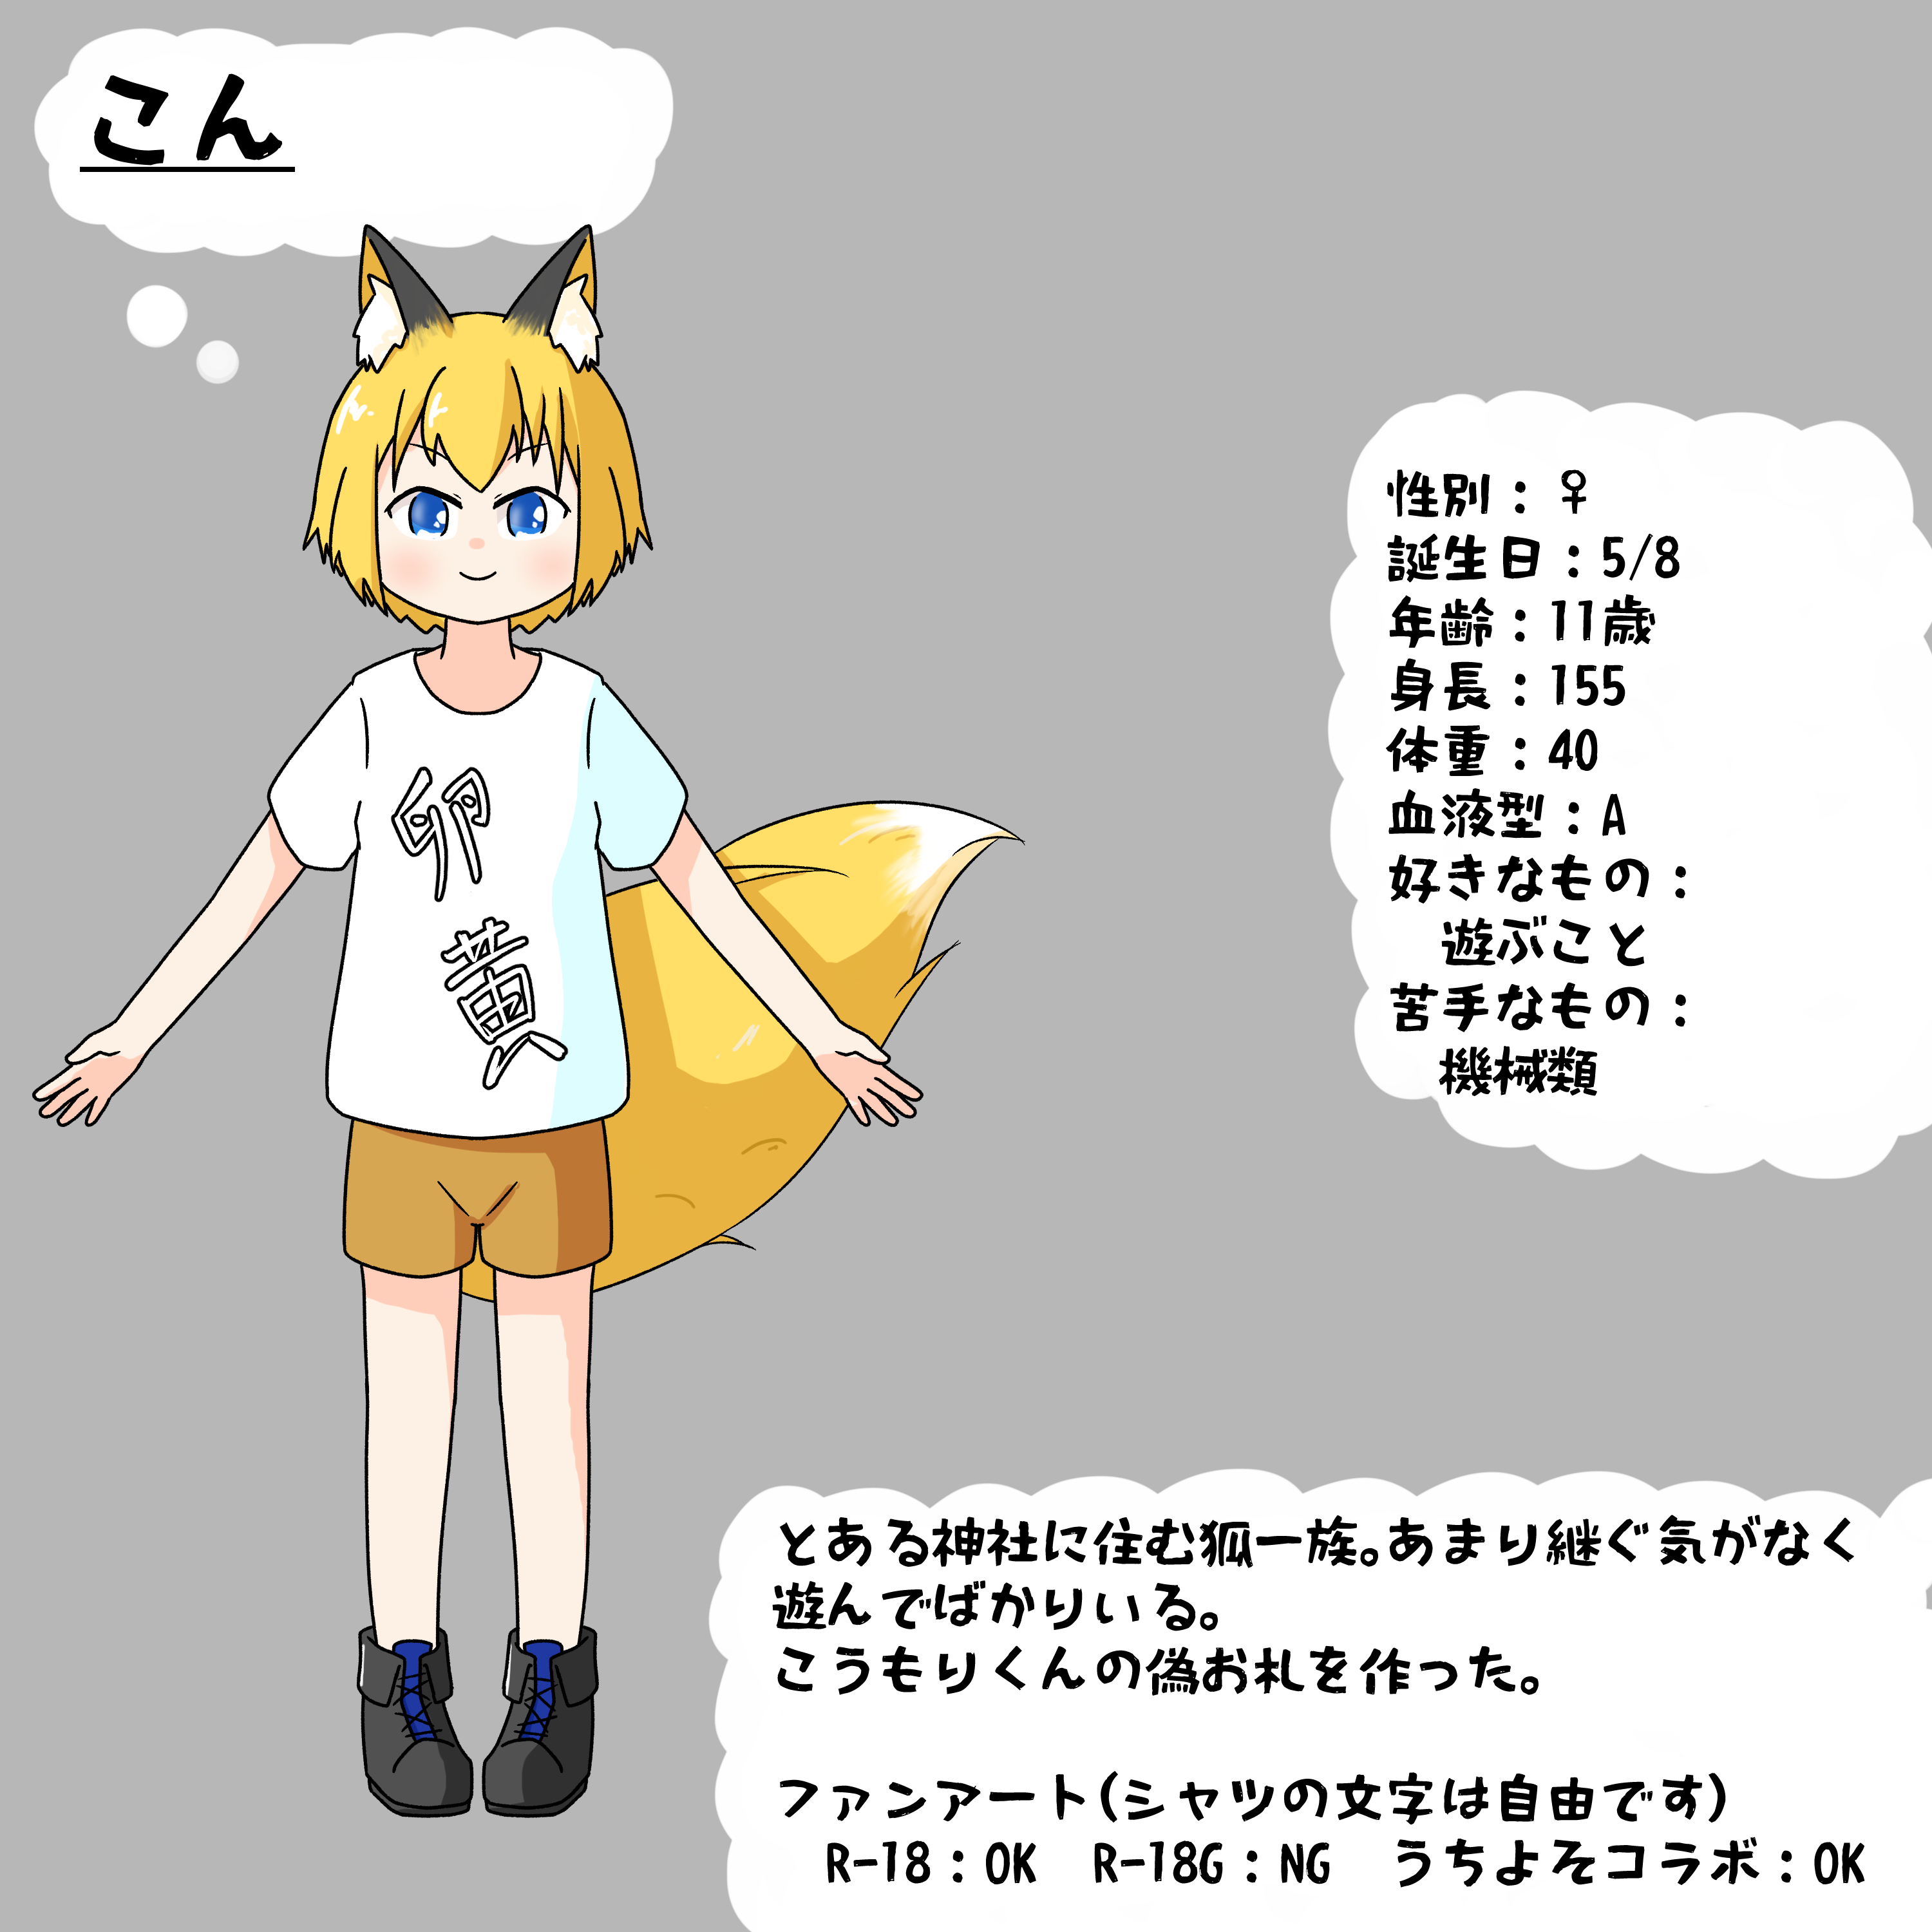 こん
性別：♀
誕生日：5/8
年齢：11歳
身長：155
体重：40
血液型：A
好きなもの：
遊ぶこと
苦手なもの：
機械類
卵
黄
とある神社に住む狐一族。あまり継ぐ気がなく
遊んでばかりいる。
こうもりくんの偽お札を作った。
ファンアート(シャツの文字は自由です)
R-18：OK　R-18G：NG　うちよそコラボ：OK